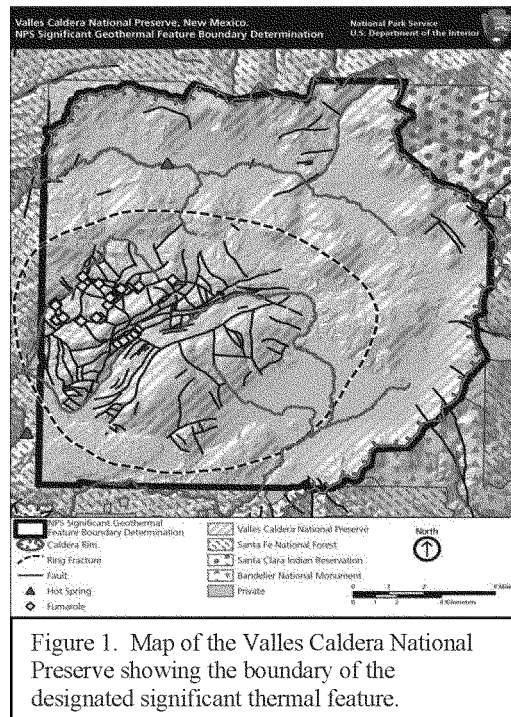 Valles Caldera National Preserve, New Mexico.
NPS Significant Geothermal Feature Boundary Determination
National Park Service
U.S. Department of the Interior
NPS Significant Geothermal
Feature Boundary Determination
Caldera Rim
Ring Fracture
Fault
Hot Spring
Fumarole
Valles Caldera National Preserve
Santa Fe National Forest
Santa Clara Indian Reservation
Bandelier National Monument
Private
North
Figure 1. Map of the Valles Caldera National
Preserve showing the boundary of the
designated significant thermal feature.